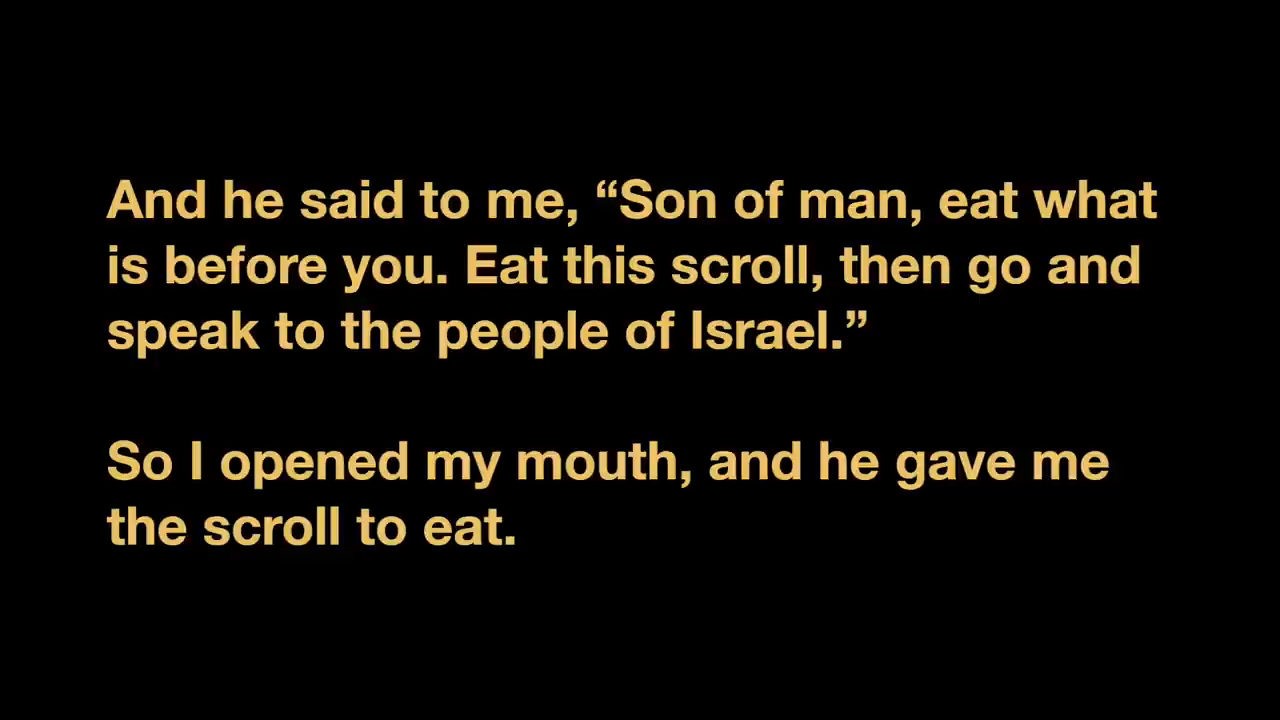 And he said to me, “Son of man, eat what
is before you. Eat this scroll, then go and
speak to the people of Israel.”
So I opened my mouth, and he gave me
the scroll to eat.